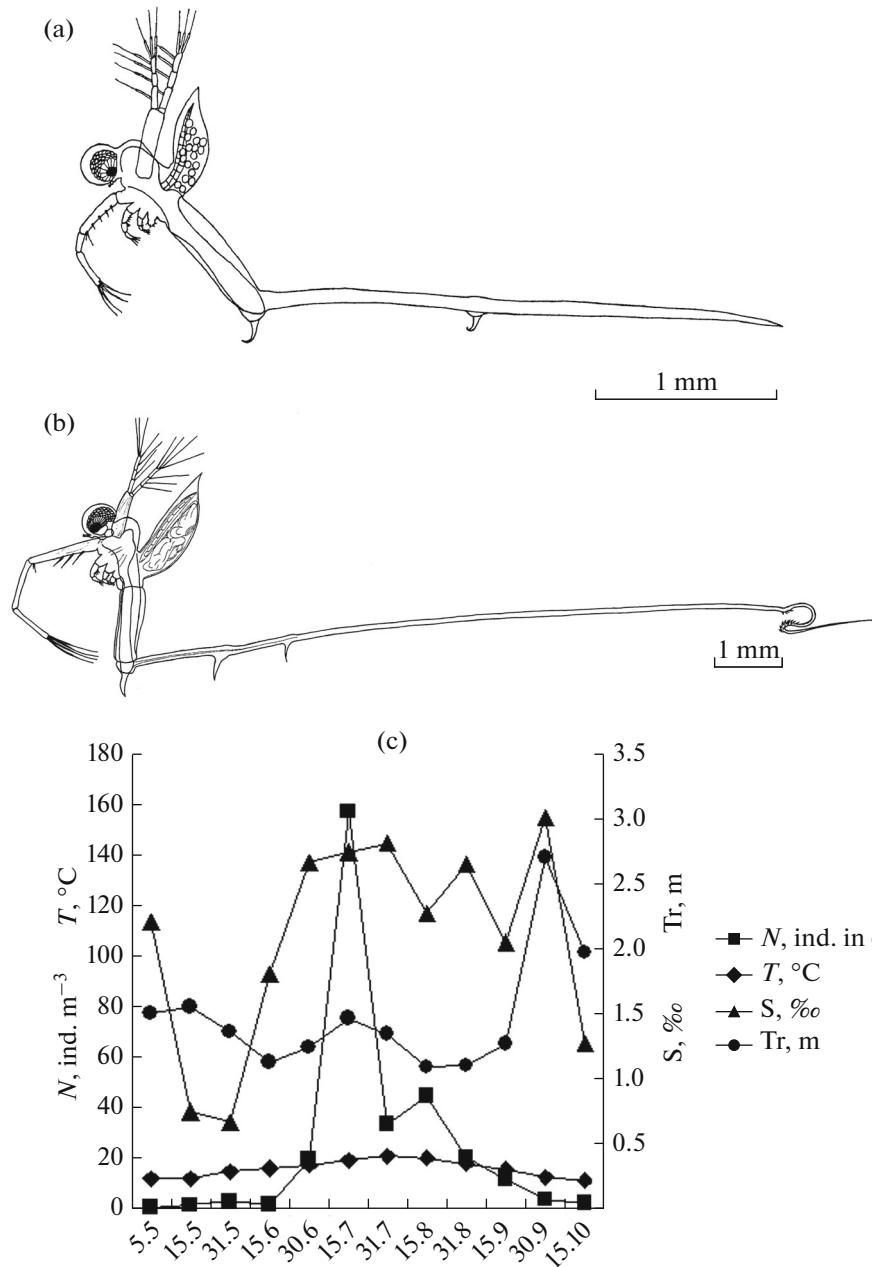 (a)
1 mm
(b)
1 mm
(c)
N, ind. m⁻³
T, °C
180
160
140
120
100
80
60
40
20
0
3.5
3.0
2.5
2.0
1.5
1.0
0.5
Tr, m
S, ‰
5.5
15.5
31.5
15.6
30.6
15.7
31.7
15.8
31.8
15.9
30.9
15.10
N, ind. in
T, °C
S, ‰
Tr, m